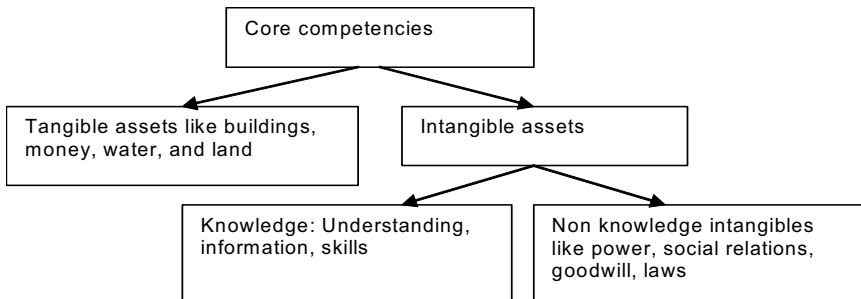 Core competencies
Tangible assets like buildings,
money, water, and land
Intangible assets
Knowledge: Understanding,
information, skills
Non knowledge intangibles
like power, social relations,
goodwill, laws